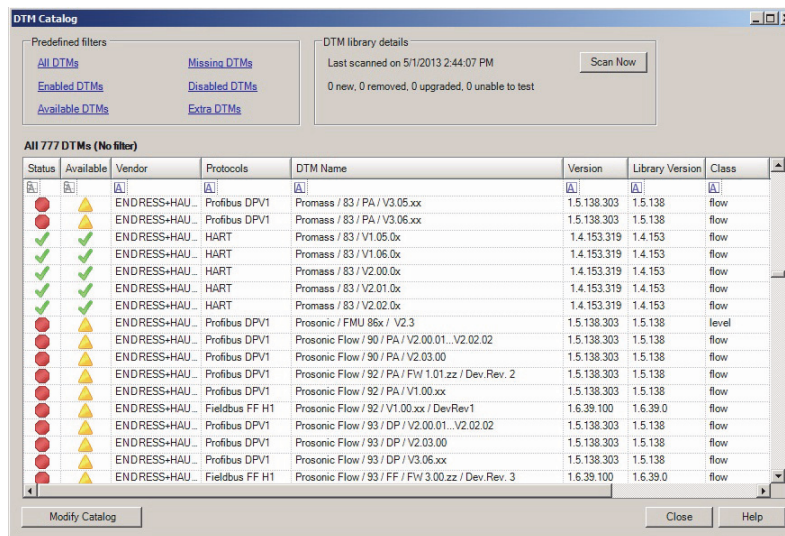 DTM Catalog
Predefined filters
All DTMs Missing DTMs
Enabled DTMs Disabled DTMs
Available DTMs Extra DTMs
DTM library details
Last scanned on 5/1/2013 2:44:07 PM Scan Now
0 new, 0 removed, 0 upgraded, 0 unable to test
All 777 DTMs (No filter)
Status Available Vendor Protocols DTM Name Version Library Version Class
A A A A A A
ENDRESS+HAU... Profibus DPV1 Promass / 83 / PA / V3.05.xx 1.5.138.303 1.5.138 flow
ENDRESS+HAU... Profibus DPV1 Promass / 83 / PA / V3.06.xx 1.5.138.303 1.5.138 flow
ENDRESS+HAU... HART Promass / 83 / V1.05.0x 1.4.153.319 1.4.153 flow
ENDRESS+HAU... HART Promass / 83 / V1.06.0x 1.4.153.319 1.4.153 flow
ENDRESS+HAU... HART Promass / 83 / V2.00.0x 1.4.153.319 1.4.153 flow
ENDRESS+HAU... HART Promass / 83 / V2.01.0x 1.4.153.319 1.4.153 flow
ENDRESS+HAU... HART Promass / 83 / V2.02.0x 1.4.153.319 1.4.153 flow
ENDRESS+HAU... Profibus DPV1 Prosonic / FMU 86x / V2.3 1.5.138.303 1.5.138 level
ENDRESS+HAU... Profibus DPV1 Prosonic Flow / 90 / PA / V2.00.01...V2.02.02 1.5.138.303 1.5.138 flow
ENDRESS+HAU... Profibus DPV1 Prosonic Flow / 90 / PA / V2.03.00 1.5.138.303 1.5.138 flow
ENDRESS+HAU... Profibus DPV1 Prosonic Flow / 92 / PA / FW 1.01.zz / Dev.Rev. 2 1.5.138.303 1.5.138 flow
ENDRESS+HAU... Profibus DPV1 Prosonic Flow / 92 / PA / V1.00.xx 1.5.138.303 1.5.138 flow
ENDRESS+HAU... Fieldbus FF H1 Prosonic Flow / 92 / V1.00.xx / DevRev1 1.6.39.100 1.6.39.0 flow
ENDRESS+HAU... Profibus DPV1 Prosonic Flow / 93 / DP / V2.00.01...V2.02.02 1.5.138.303 1.5.138 flow
ENDRESS+HAU... Profibus DPV1 Prosonic Flow / 93 / DP / V2.03.00 1.5.138.303 1.5.138 flow
ENDRESS+HAU... Profibus DPV1 Prosonic Flow / 93 / DP / V3.06.xx 1.5.138.303 1.5.138 flow
ENDRESS+HAU... Fieldbus FF H1 Prosonic Flow / 93 / FF / FW 3.00.zz / Dev.Rev. 3 1.6.39.100 1.6.39.0 flow
Modify Catalog Close Help